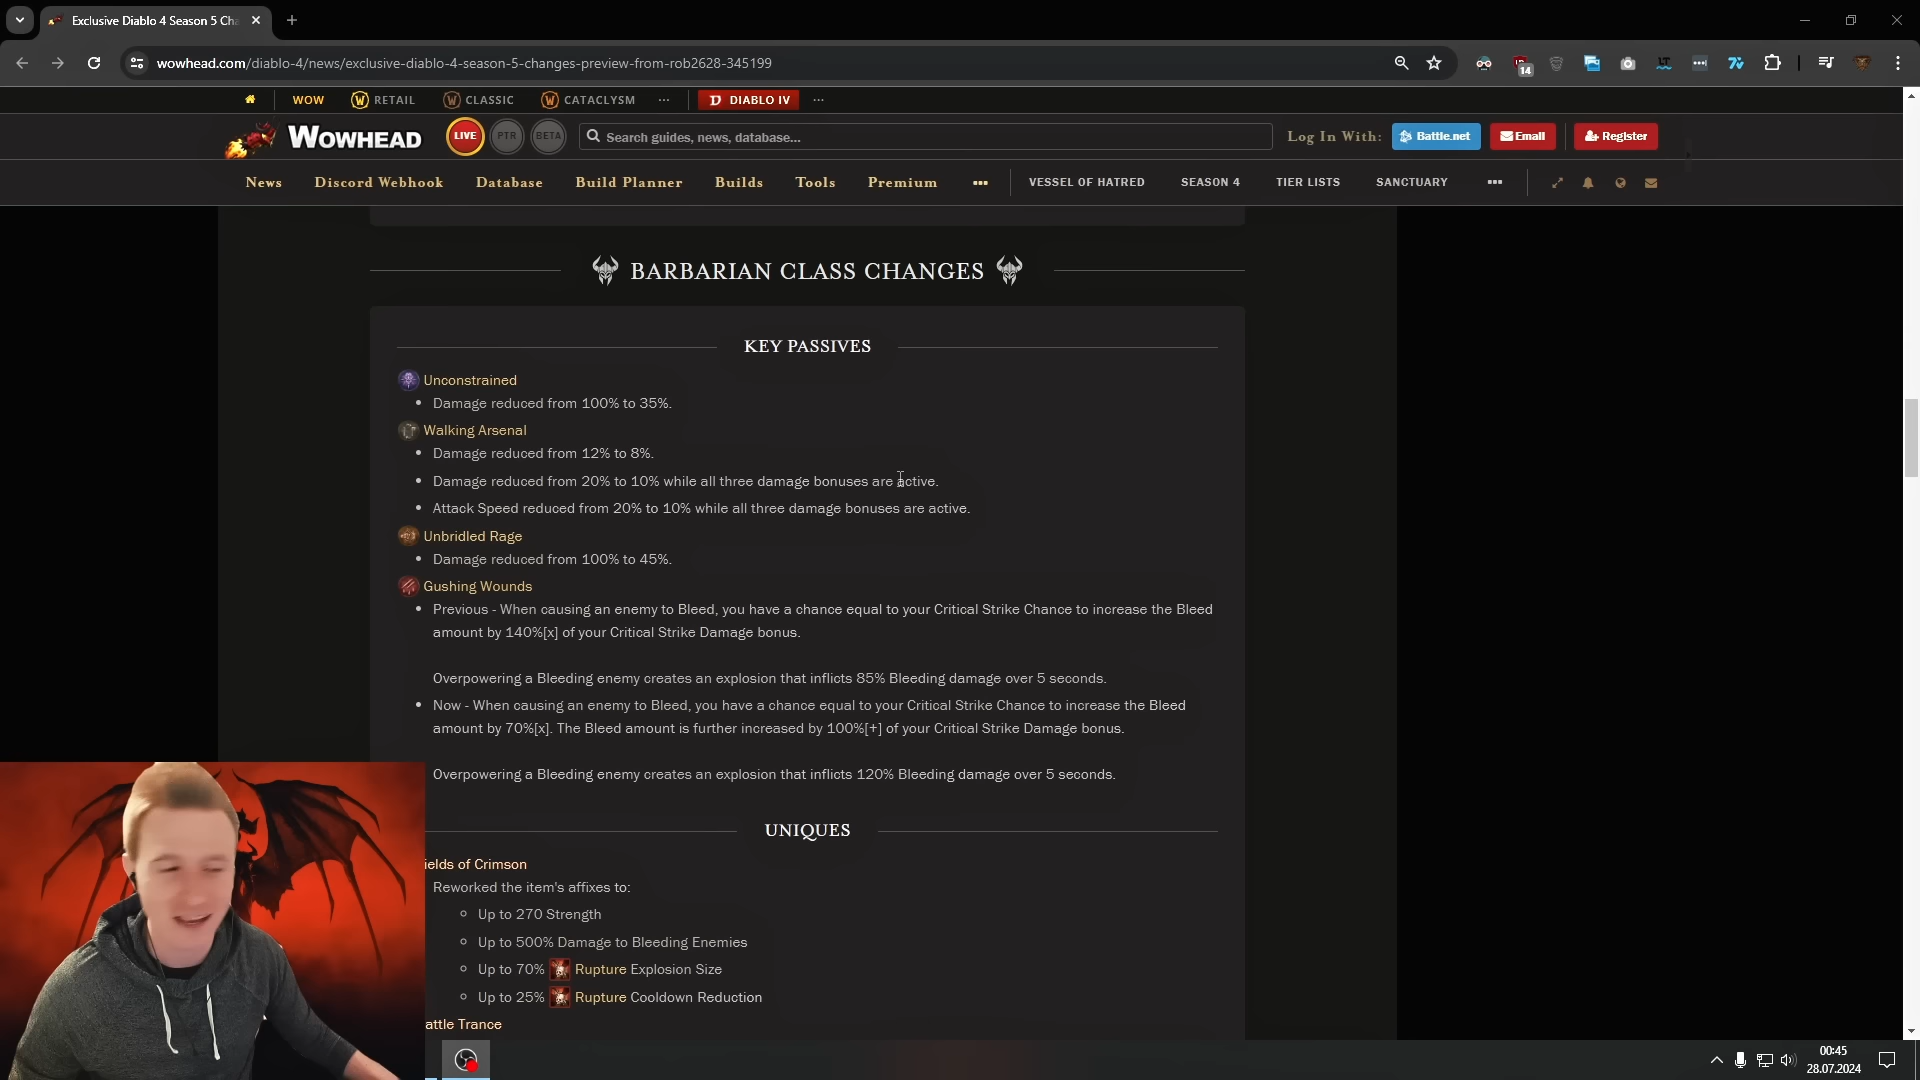 Exclusive Diablo 4 Season 5 Cha
wowhead.com/diablo-4/news/exclusive-diablo-4-season-5-changes-preview-from-rob2628-345199
14
WOW RETAIL CLASSIC CATACLYSM ... DIABLO IV ...
WOWHEAD LIVE PTR BETA Search guides, news, database... Log In With: Battle.net Email Register
News Discord Webhook Database Build Planner Builds Tools Premium ... VESSEL OF HATRED SEASON 4 TIER LISTS SANCTUARY ...
BARBARIAN CLASS CHANGES
KEY PASSIVES
Unconstrained
• Damage reduced from 100% to 35%.
Walking Arsenal
• Damage reduced from 12% to 8%.
• Damage reduced from 20% to 10% while all three damage bonuses are active.
• Attack Speed reduced from 20% to 10% while all three damage bonuses are active.
Unbridled Rage
• Damage reduced from 100% to 45%.
Gushing Wounds
• Previous - When causing an enemy to Bleed, you have a chance equal to your Critical Strike Chance to increase the Bleed
amount by 140%[x] of your Critical Strike Damage bonus.
Overpowering a Bleeding enemy creates an explosion that inflicts 85% Bleeding damage over 5 seconds.
• Now - When causing an enemy to Bleed, you have a chance equal to your Critical Strike Chance to increase the Bleed
amount by 70%[x]. The Bleed amount is further increased by 100%[+] of your Critical Strike Damage bonus.
Overpowering a Bleeding enemy creates an explosion that inflicts 120% Bleeding damage over 5 seconds.
UNIQUES
ields of Crimson
Reworked the item's affixes to:
Up to 270 Strength
Up to 500% Damage to Bleeding Enemies
Up to 70% Rupture Explosion Size
Up to 25% Rupture Cooldown Reduction
attle Trance
00:45
28.07.2024